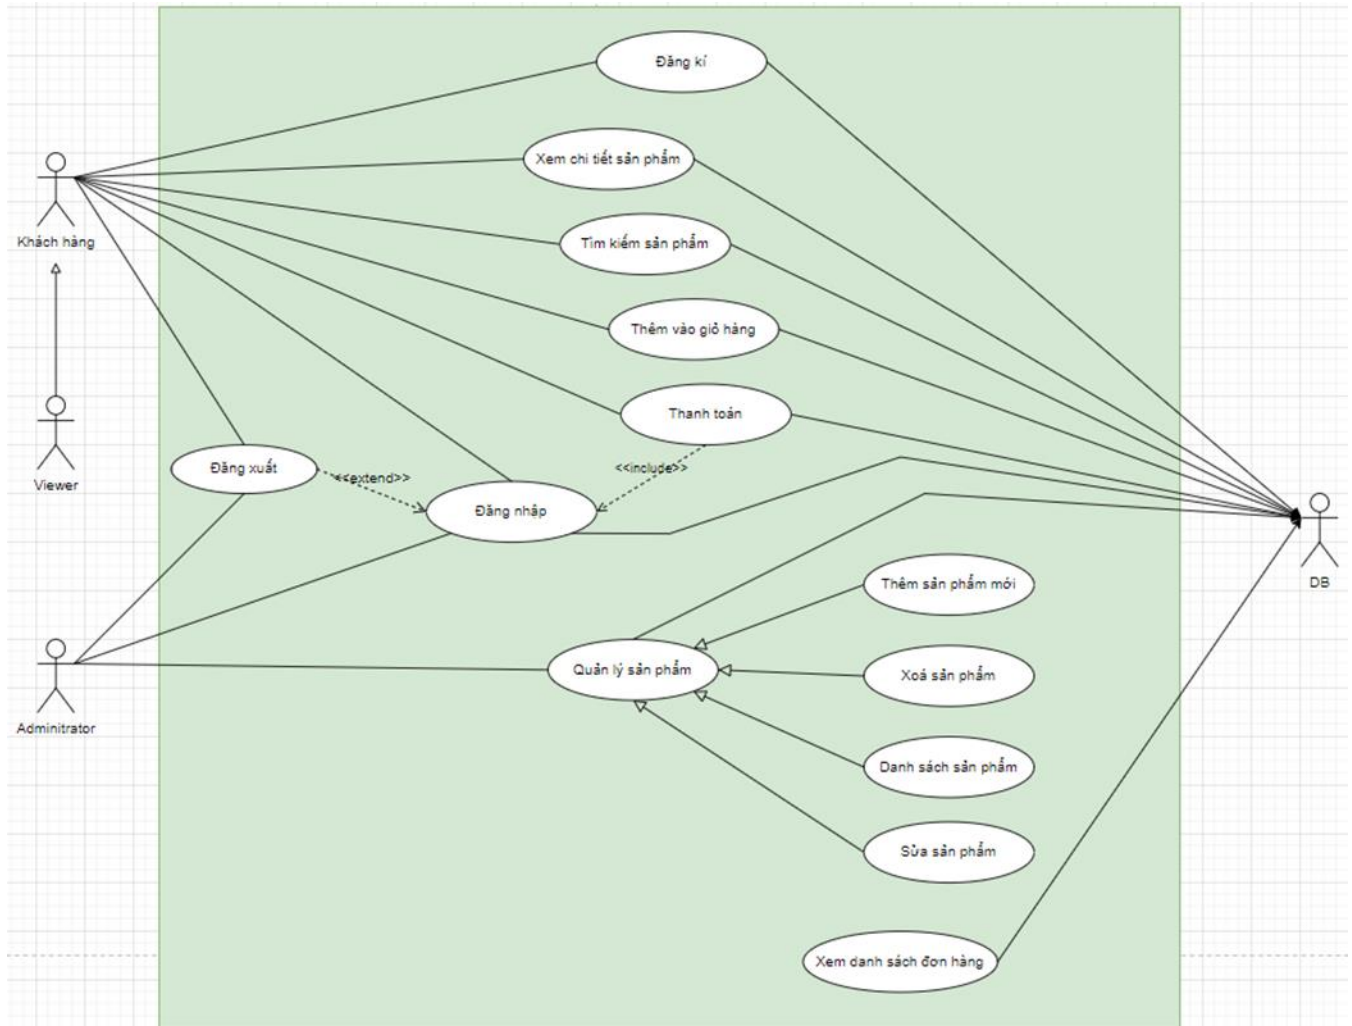 Đăng kí
Xem chi tiết sản phẩm
Khách hàng
Tìm kiếm sản phẩm
Thêm vào giỏ hàng
Thanh toán
Viewer
Đăng xuất
<<extend>>
<<include>>
Đăng nhập
DB
Thêm sản phẩm mới
Quản lý sản phẩm
Xoá sản phẩm
Adminitrator
Danh sách sản phẩm
Sửa sản phẩm
Xem danh sách đơn hàng